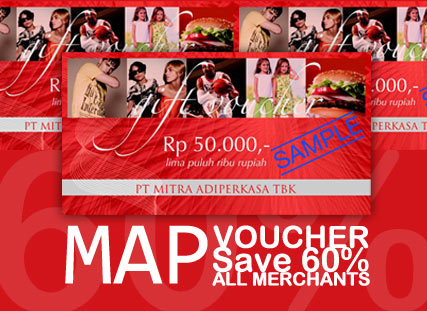 gift voucher
Rp 50.000,-
lima puluh ribu rupiah
SAMPLE
PT MITRA ADIPERKASA TBK
60%
MAP
VOUCHER
Save 60%
ALL MERCHANTS